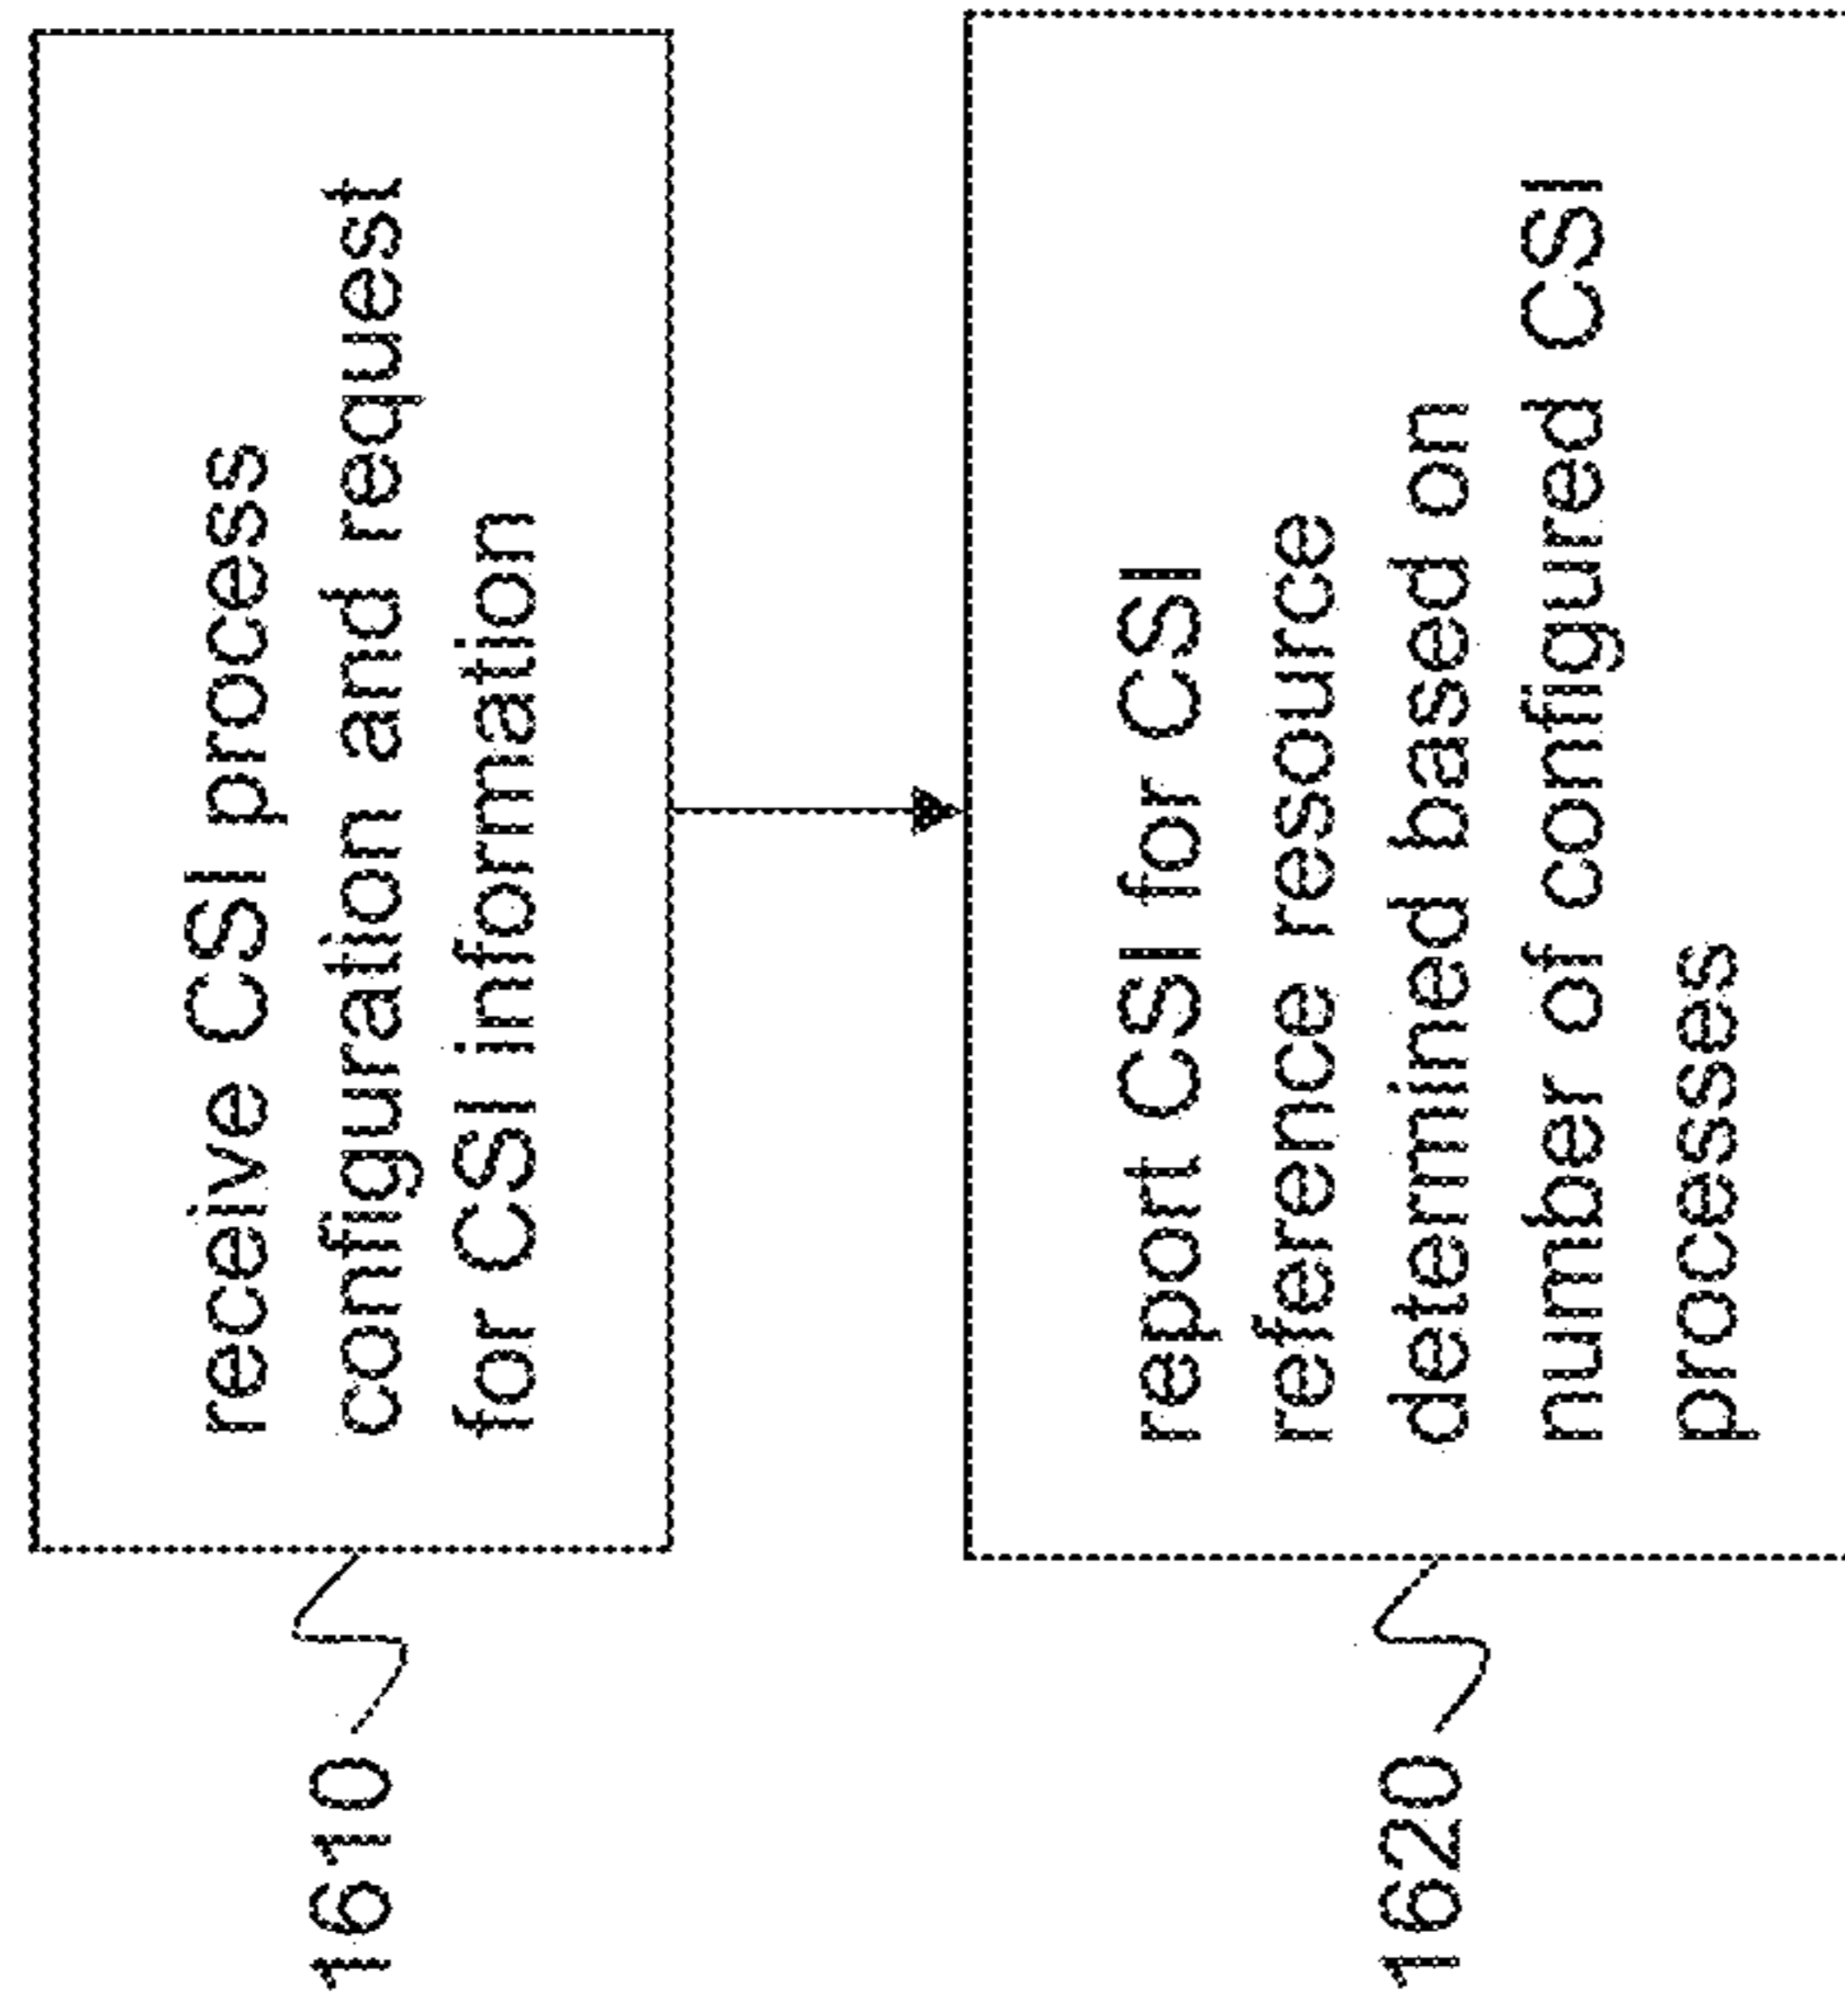 1610
receive CSI process
configuration and request
for CSI information
1620
report CSI for CSI
reference resource
determined based on
number of configured CSI
processes